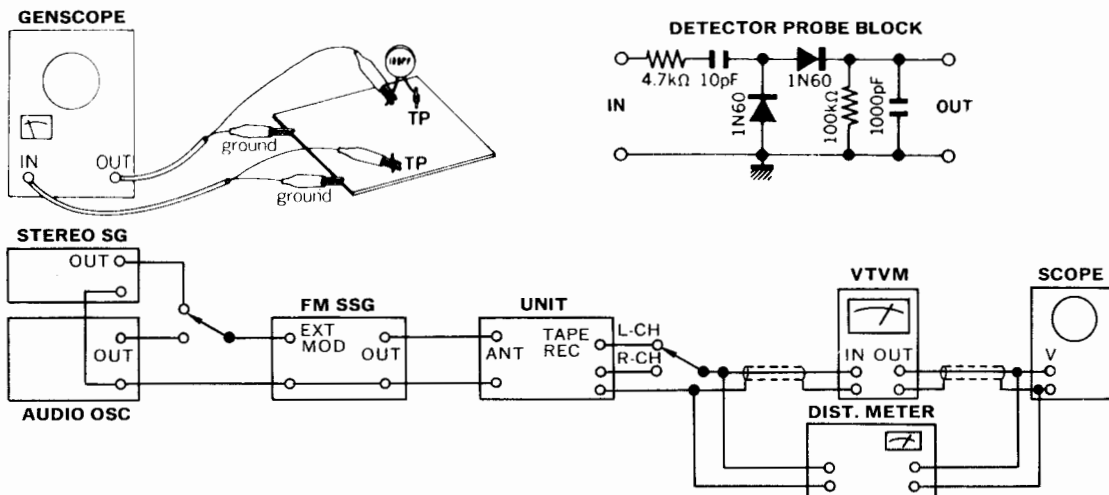 GENSCOPE
100PF
TP
ground
IN
OUT
TP
ground
DETECTOR PROBE BLOCK
4.7kΩ
10pF
1N60
IN
1N60
100kΩ
1000pF
OUT
STEREO SG
OUT
OUT
AUDIO OSC
FM SSG
EXT
MOD
OUT
UNIT
ANT
TAPE
REC
L-CH
R-CH
VTVM
IN
OUT
SCOPE
V
DIST. METER